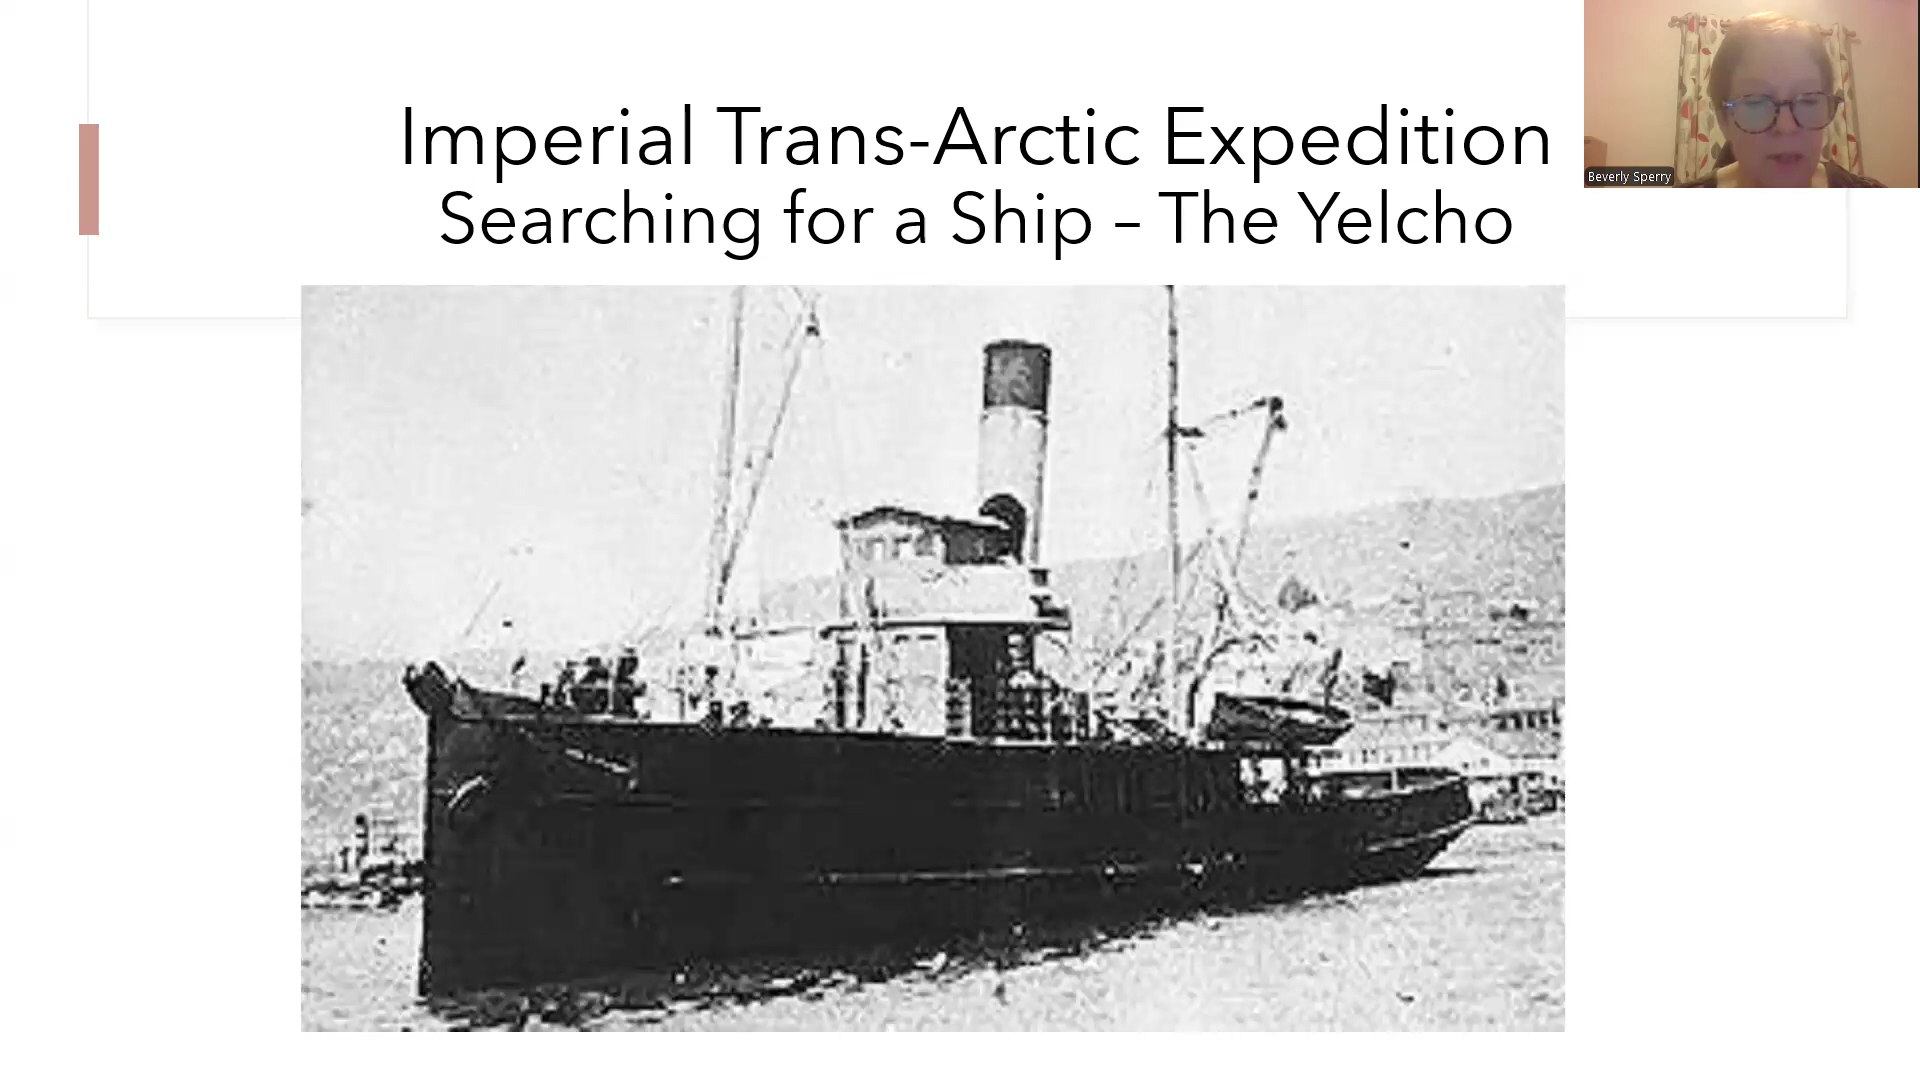 Imperial Trans-Arctic Expedition
Searching for a Ship – The Yelcho
Beverly Sperry